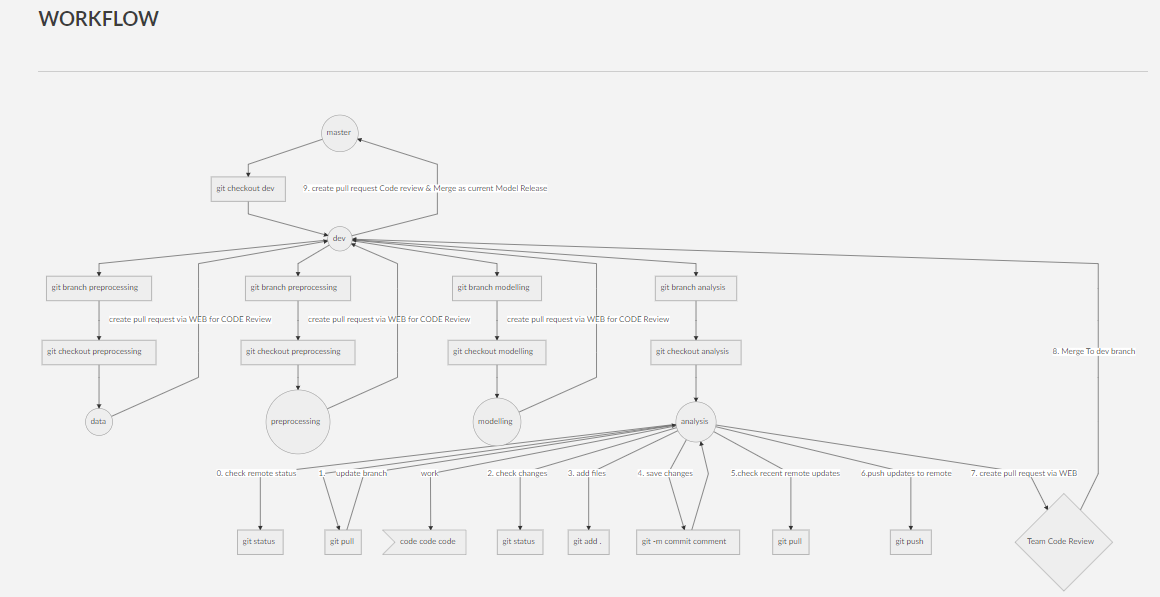 WORKFLOW
master
git checkout dev
9. create pull request Code review & Merge as current Model Release
dev
git branch preprocessing
git branch preprocessing
git branch modelling
git branch analysis
create pull request via WEB for CODE Review
create pull request via WEB for CODE Review
create pull request via WEB for CODE Review
git checkout preprocessing
git checkout preprocessing
git checkout modelling
git checkout analysis
8. Merge To dev branch
data
preprocessing
modelling
analysis
0. check remote status
1. update branch
work
2. check changes
3. add files
4. save changes
5.check recent remote updates
6.push updates to remote
7. create pull request via WEB
git status
git pull
code code code
git status
git add .
git -m commit comment
git pull
git push
Team Code Review